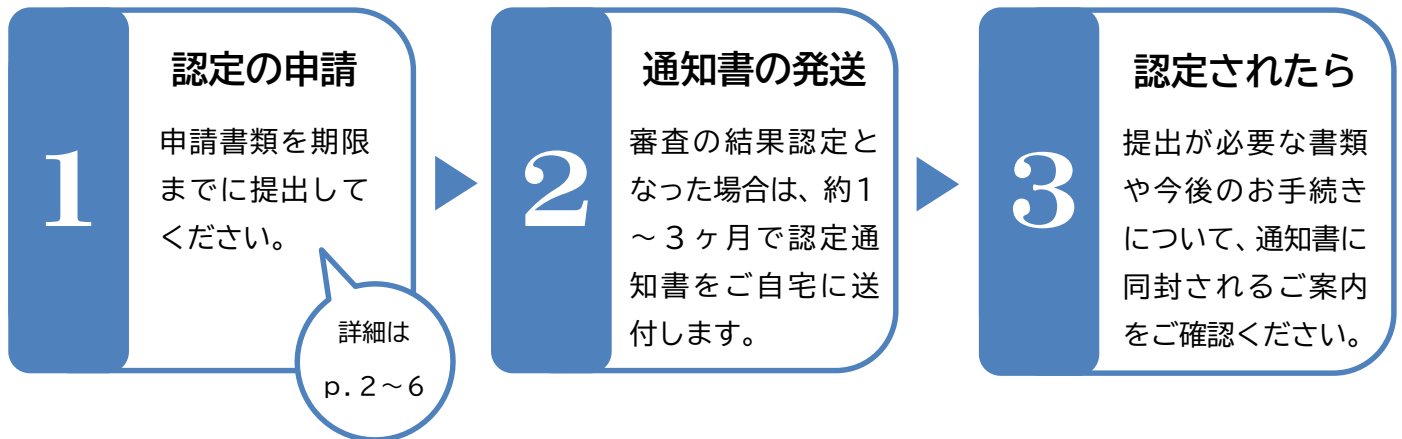 1
認定の申請
申請書類を期限
までに提出して
ください。
詳細は
p.2～6
2
通知書の発送
審査の結果認定と
なった場合は、約1
～3ヶ月で認定通
知書をご自宅に送
付します。
3
認定されたら
提出が必要な書類
や今後のお手続き
について、通知書に
同封されるご案内
をご確認ください。